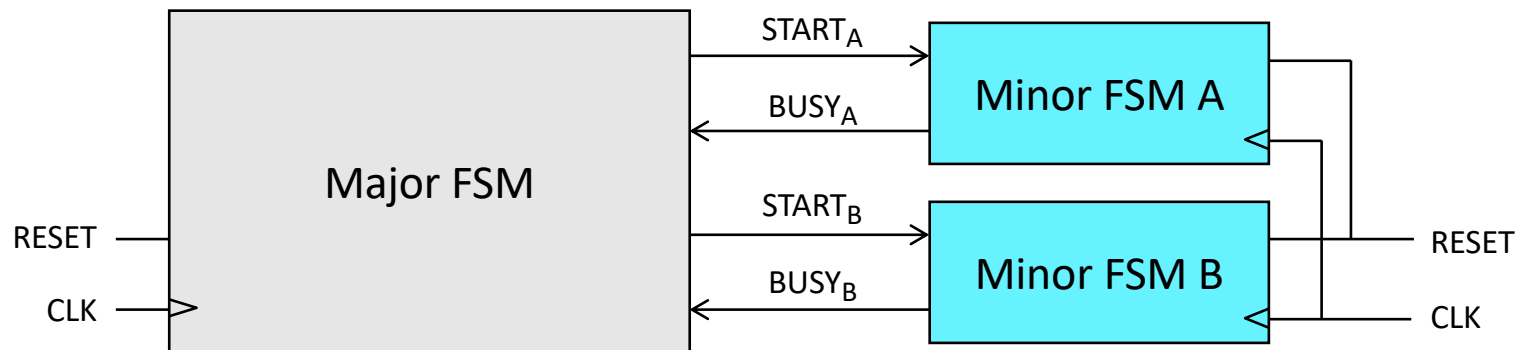 START_A
Minor FSM A
BUSY_A
Major FSM
START_B
RESET
Minor FSM B
RESET
BUSY_B
CLK
CLK